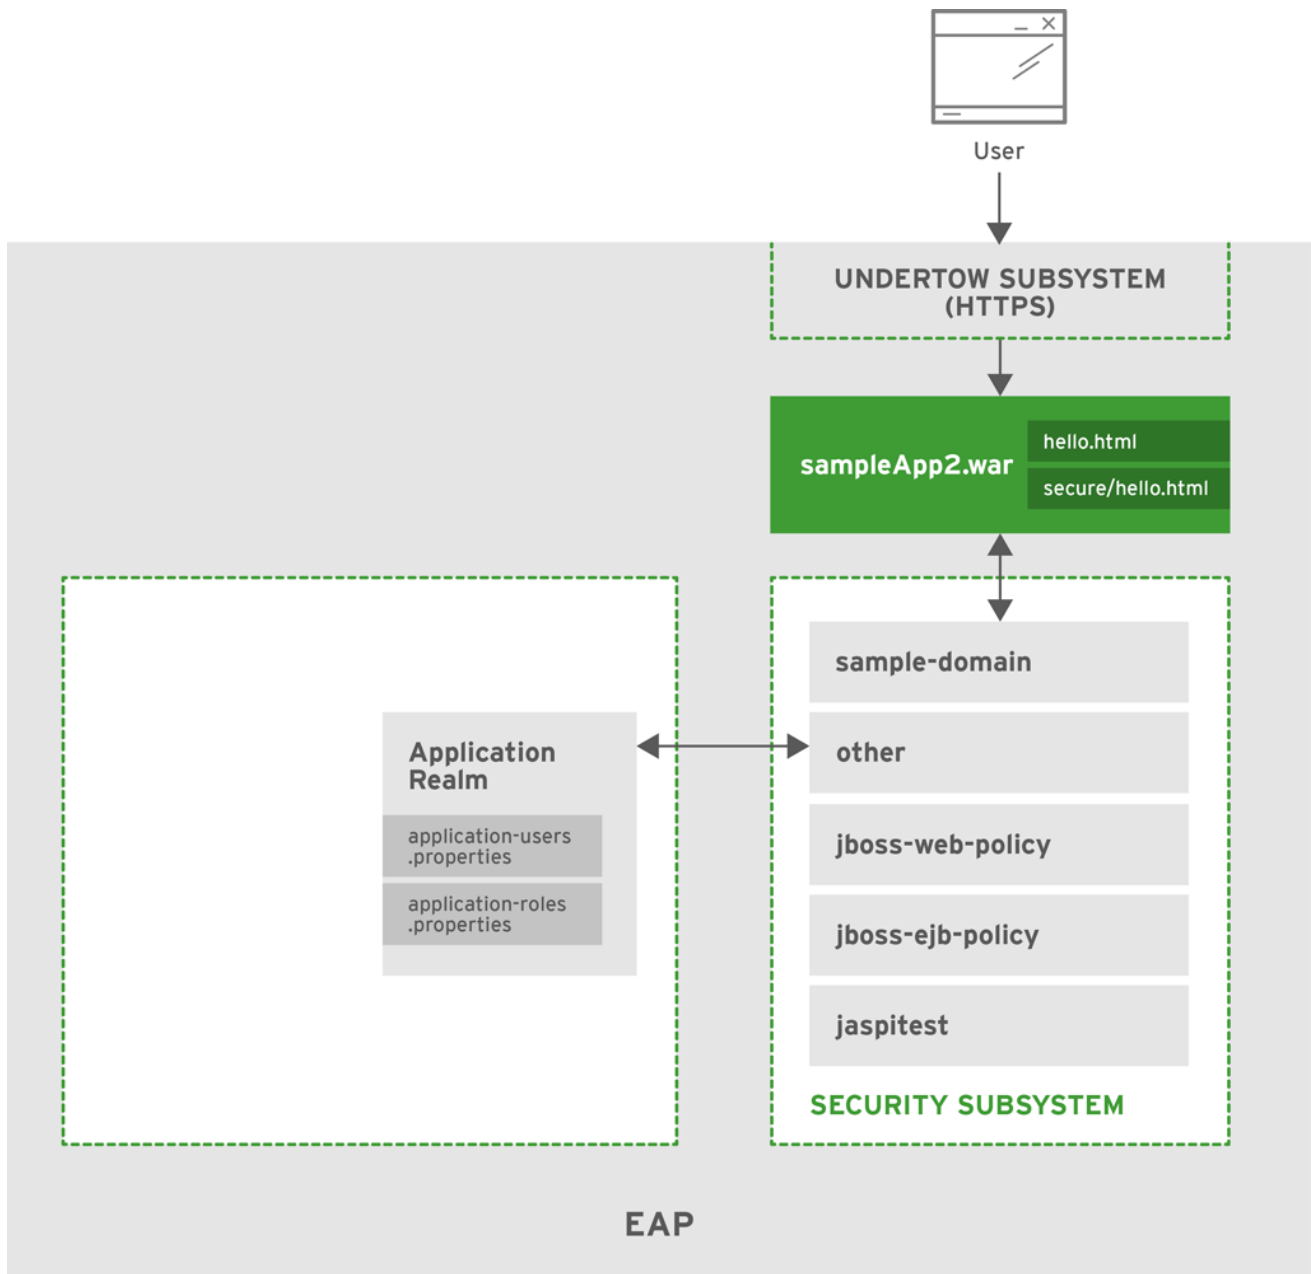 User
UNDERTOW SUBSYSTEM
(HTTPS)
sampleApp2.war
hello.html
secure/hello.html
sample-domain
Application
Realm
other
application-users
.properties
jboss-web-policy
application-roles
.properties
jboss-ejb-policy
jaspitest
SECURITY SUBSYSTEM
EAP